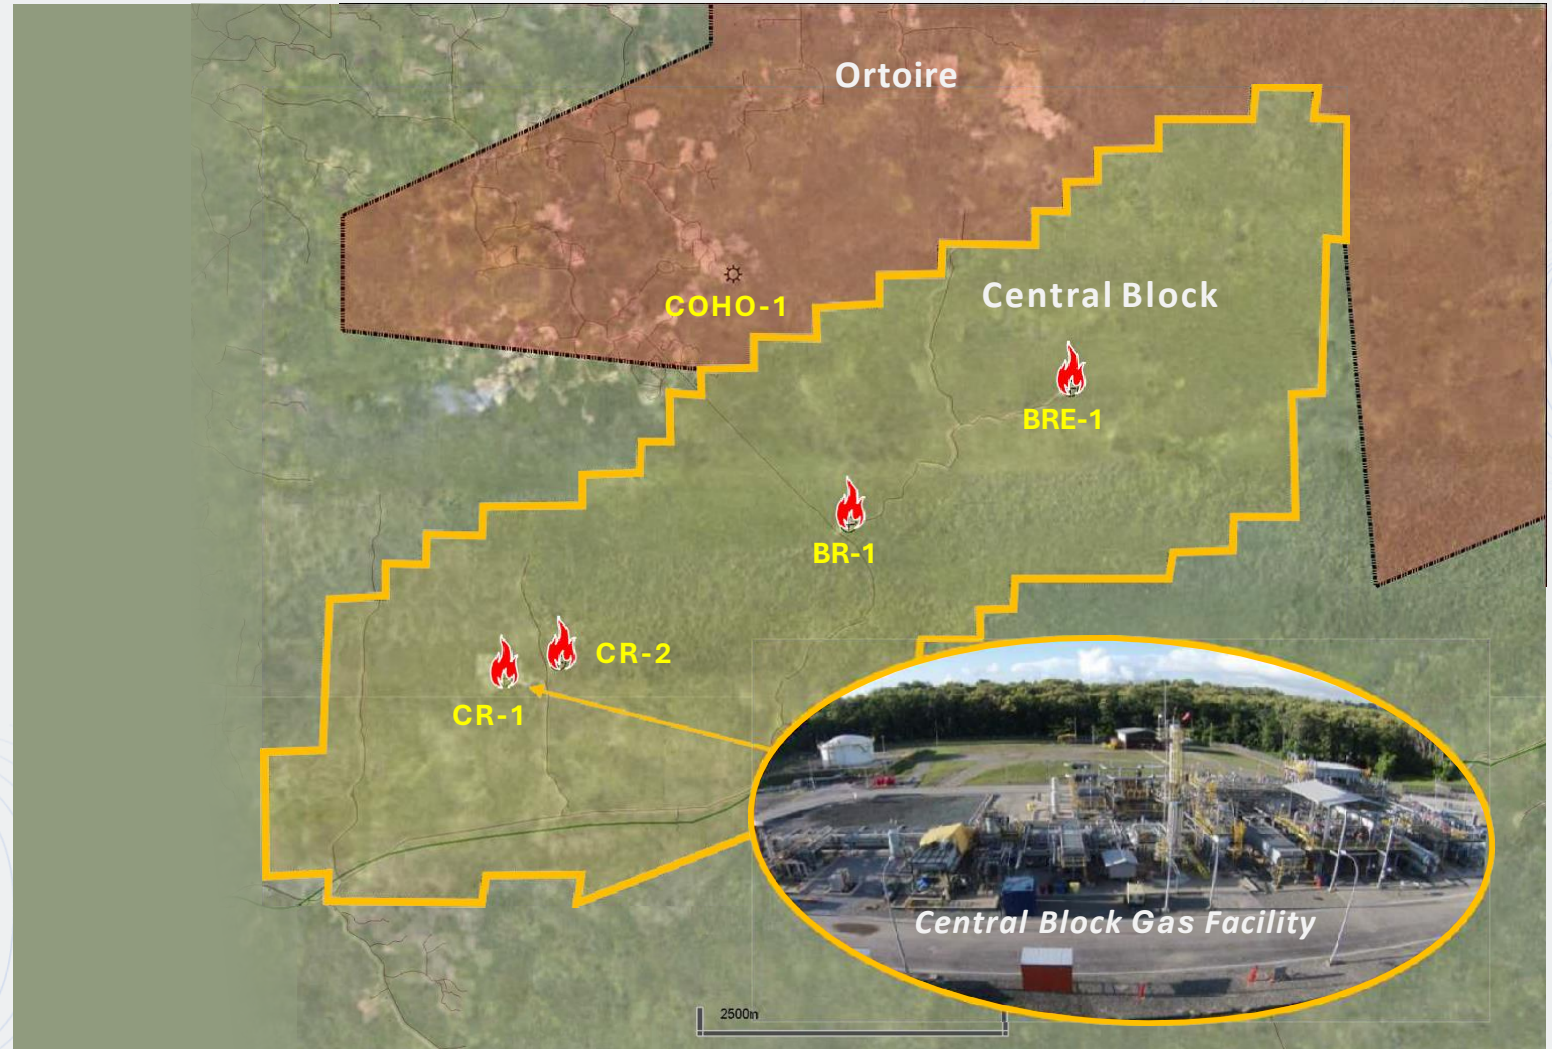 Ortoire
Central Block
COHO-1
BRE-1
BR-1
CR-2
CR-1
Central Block Gas Facility
2500m